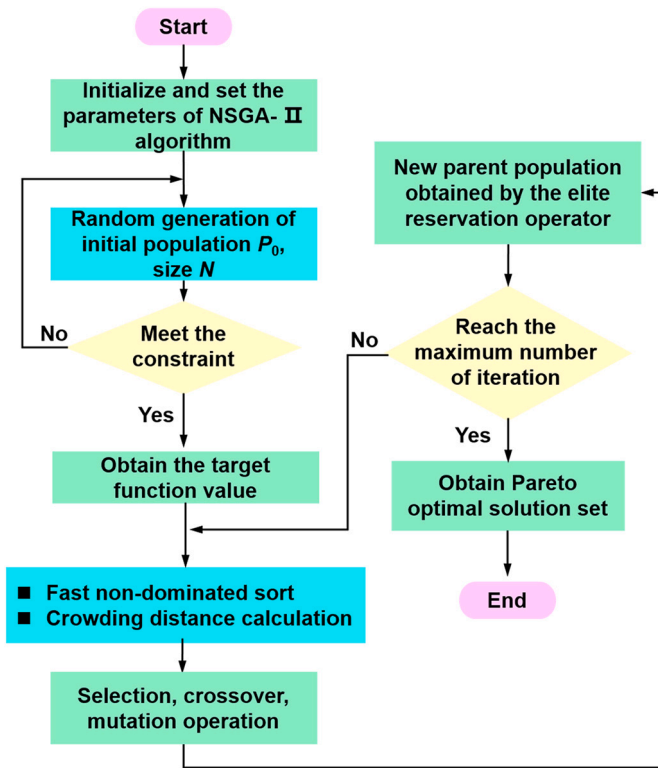 Start
Initialize and set the
parameters of NSGA- Ⅱ
algorithm
Random generation of
initial population P₀,
size N
No
Meet the
constraint
Yes
Obtain the target
function value
■ Fast non-dominated sort
■ Crowding distance calculation
Selection, crossover,
mutation operation
New parent population
obtained by the elite
reservation operator
No
Reach the
maximum number
of iteration
Yes
Obtain Pareto
optimal solution set
End